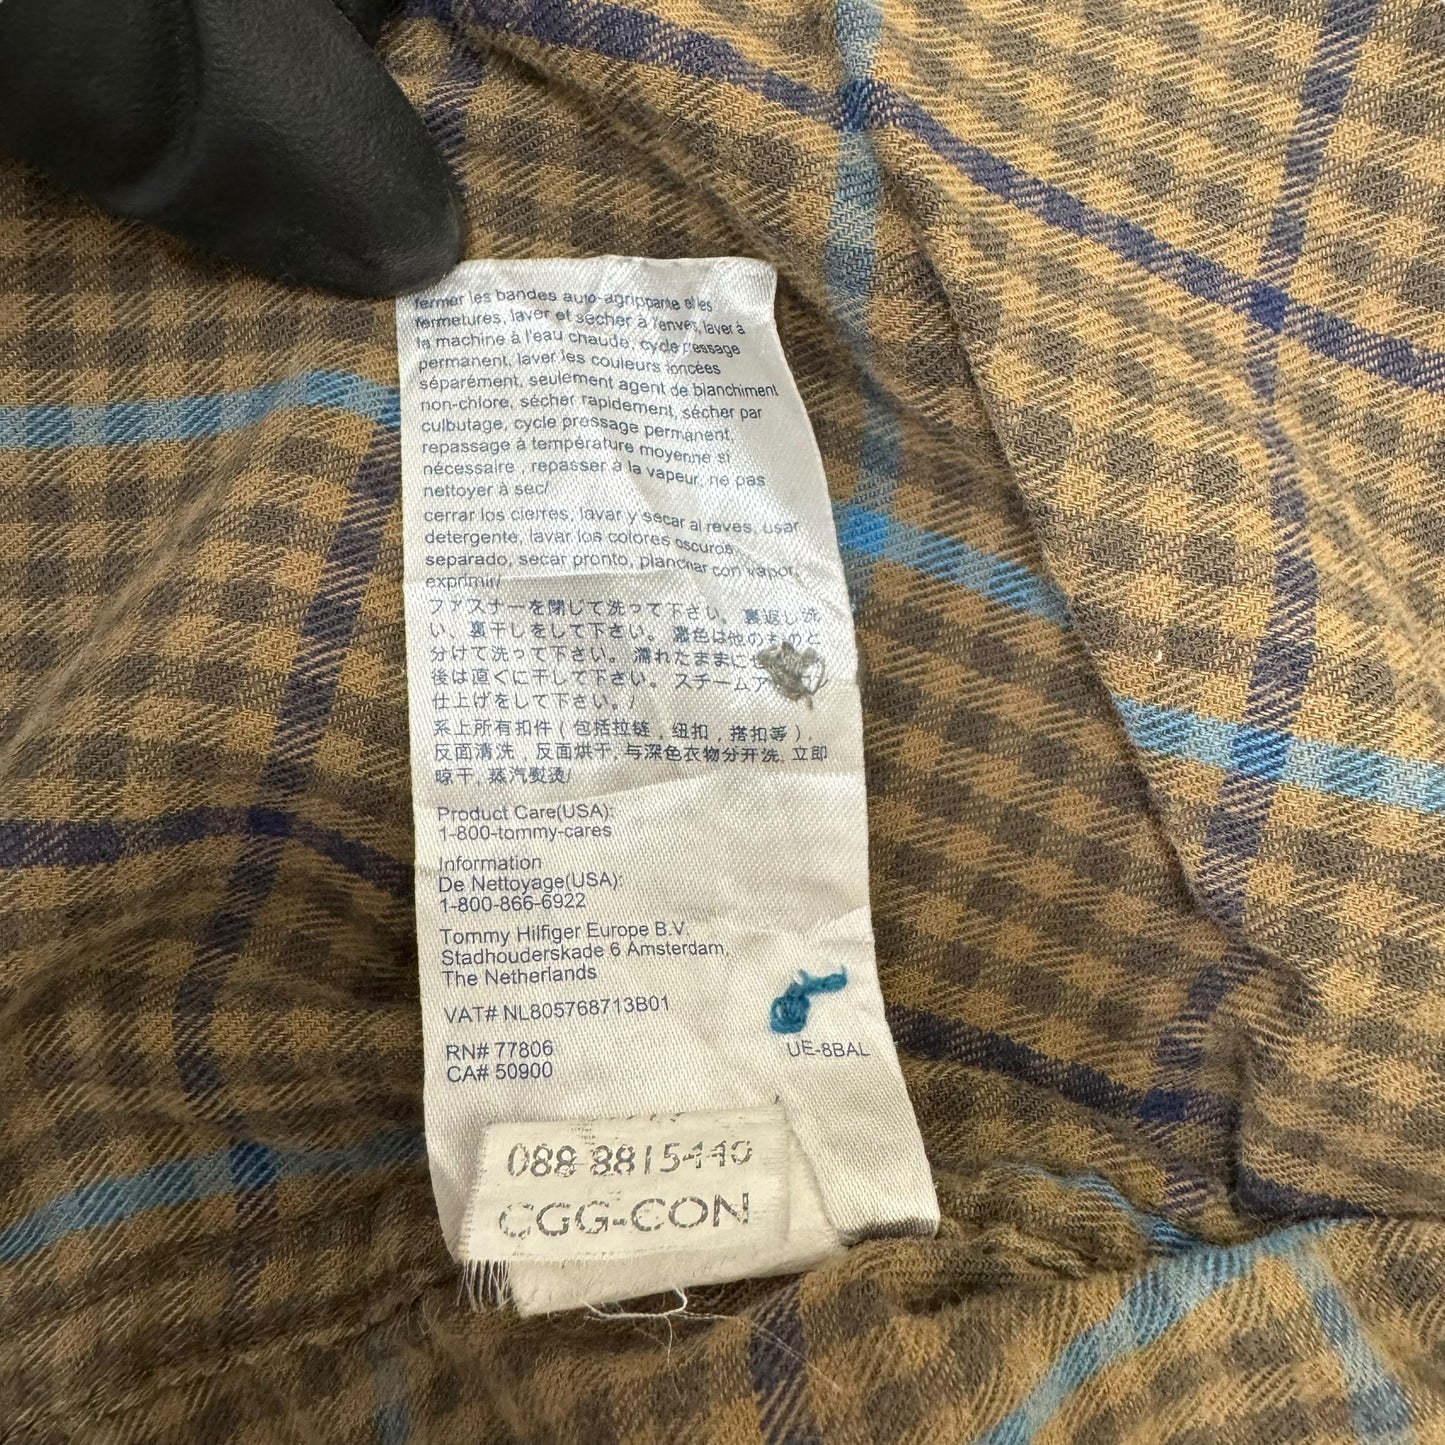 fermer les bandes auto-agrippante et les
fermetures, laver et sécher à l'envers, laver à
la machine à l'eau chaude, cycle pressage
permanent, laver les couleurs foncées
séparément, seulement agent de blanchiment
non-chlore, sécher rapidement, sécher par
culbutage, cycle pressage permanent,
repassage à température moyenne si
nécessaire , repasser à la vapeur, ne pas
nettoyer à sec/
cerrar los cierres, lavar y secar al reves, usar
detergente, lavar los colores oscuros
separado, secar pronto, planchar con vapor,
exprimir/
ファスナーを閉じて洗って下さい。裏返し洗
い、裏干しをして下さい。 濃色は他のものと
分けて洗って下さい。 濡れたままにせ
後は直ぐに干して下さい。 スチームア
仕上げをして下さい。/
系上所有扣件 ( 包括拉链 , 纽扣 , 搭扣等 ) ,
反面清洗 , 反面烘干, 与深色衣物分开洗, 立即
晾干, 蒸汽熨烫/
Product Care(USA):
1-800-tommy-cares
Information
De Nettoyage(USA):
1-800-866-6922
Tommy Hilfiger Europe B.V.
Stadhouderskade 6 Amsterdam,
The Netherlands
VAT# NL805768713B01
RN# 77806
CA# 50900
UE-8BAL
088 8815440
CGG-CON